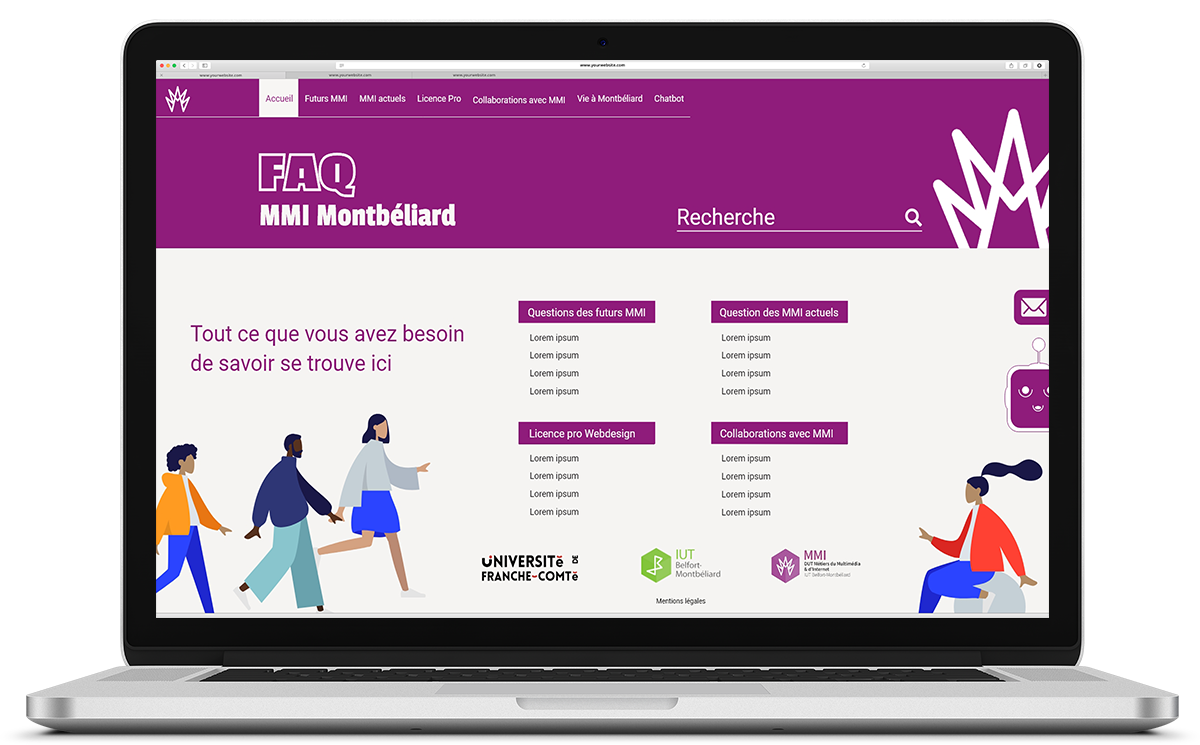 www.yourwebsite.com
www.yourwebsite.com
www.yourwebsite.com
www.yourwebsite.com
Accueil
Futurs MMI
MMI actuels
Licence Pro
Collaborations avec MMI
Vie à Montbéliard
Chatbot
FAQ
MMI Montbéliard
Recherche
Tout ce que vous avez besoin
de savoir se trouve ici
Questions des futurs MMI
Lorem ipsum
Lorem ipsum
Lorem ipsum
Lorem ipsum
Question des MMI actuels
Lorem ipsum
Lorem ipsum
Lorem ipsum
Lorem ipsum
Licence pro Webdesign
Lorem ipsum
Lorem ipsum
Lorem ipsum
Lorem ipsum
Collaborations avec MMI
Lorem ipsum
Lorem ipsum
Lorem ipsum
Lorem ipsum
UNIVERSITé DE
FRANCHE-COMTé
IUT
Belfort-
Montbéliard
MMI
DUT Métiers du Multimédia
& d'Internet
IUT Belfort-Montbéliard
Mentions légales